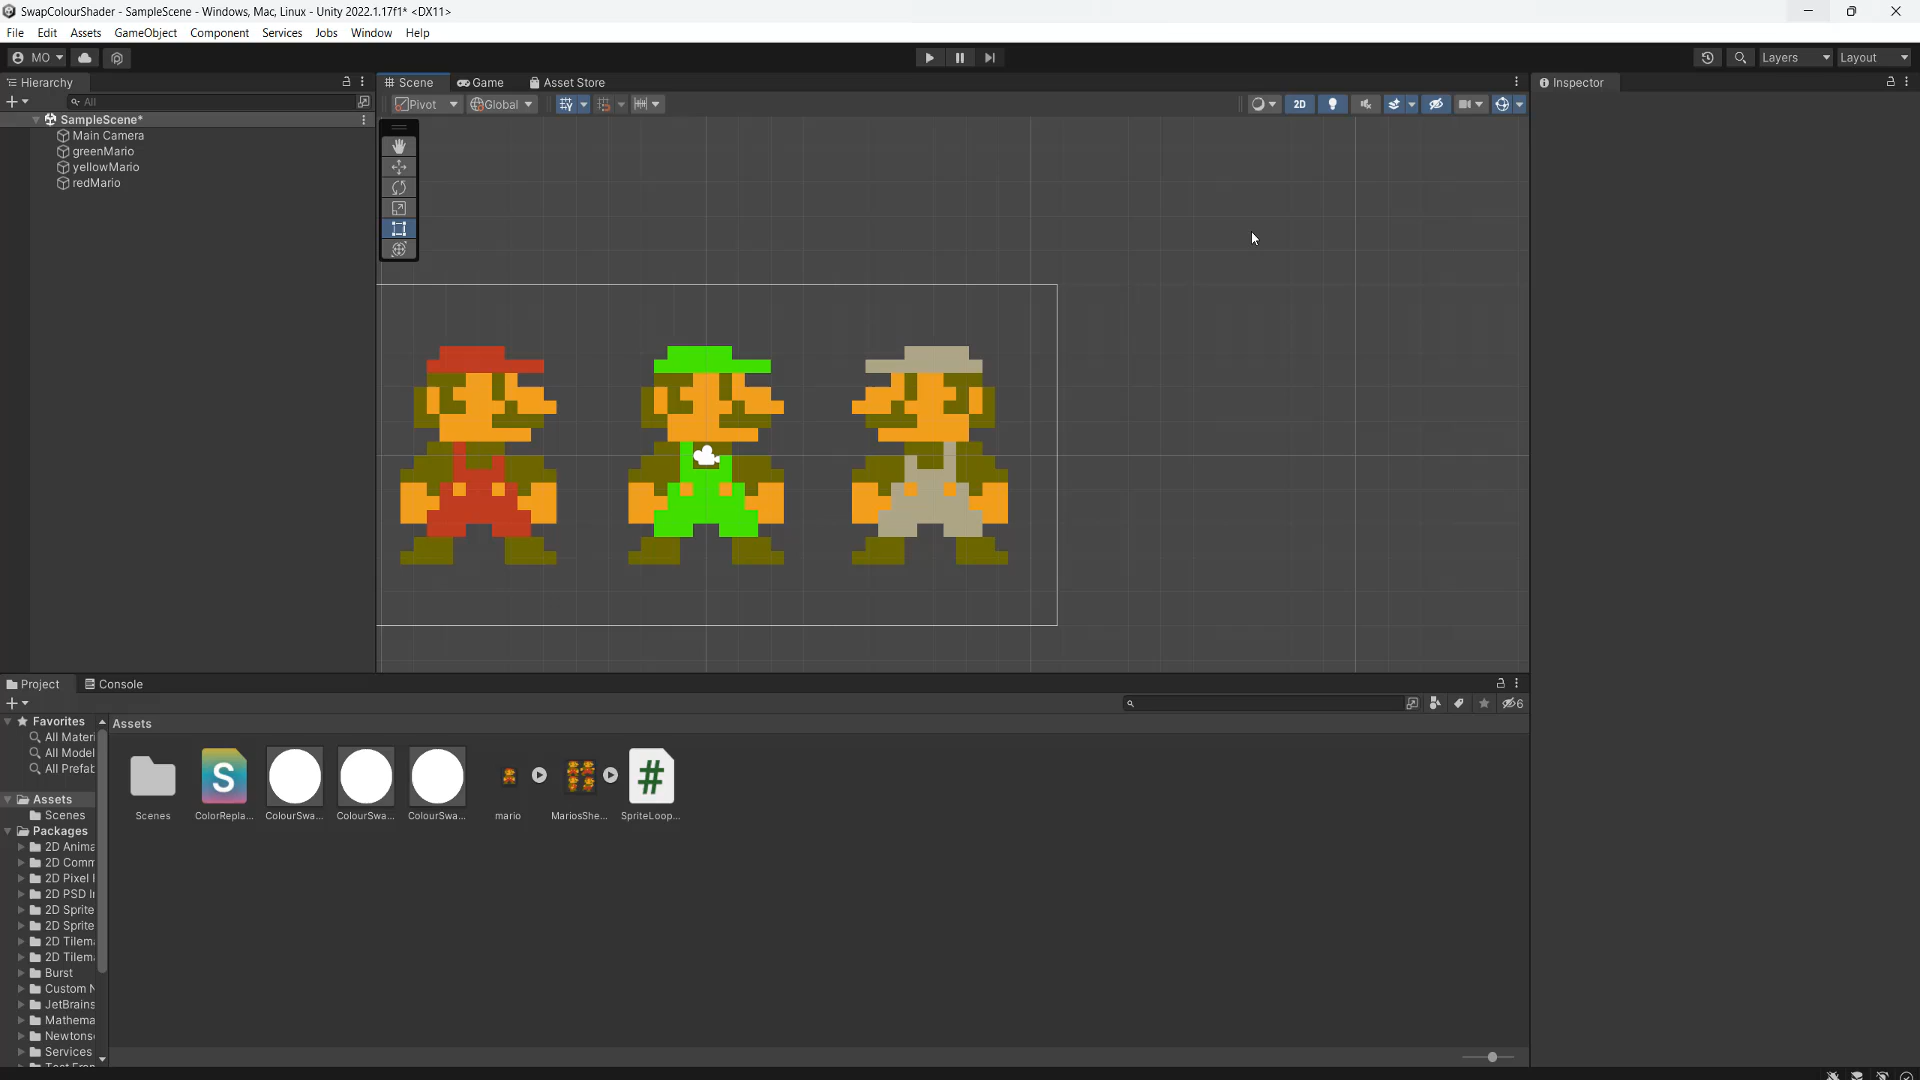 SwapColourShader - SampleScene - Windows, Mac, Linux - Unity 2022.1.17f1* <DX11>
File Edit Assets GameObject Component Services Jobs Window Help
MO Layers Layout
Hierarchy Scene Game Asset Store Inspector
All Pivot Global 2D
SampleScene*
Main Camera
greenMario
yellowMario
redMario
Project Console
6
Favorites Assets
All Materi
All Model
All Prefab
S #
Assets
Scenes Scenes ColorRepla... ColourSwa... ColourSwa... ColourSwa... mario MariosShe... SpriteLoop...
Packages
2D Anima
2D Comm
2D Pixel
2D PSD I
2D Sprite
2D Sprite
2D Tilem
2D Tilem
Burst
Custom N
JetBrains
Mathema
Newtons
Services